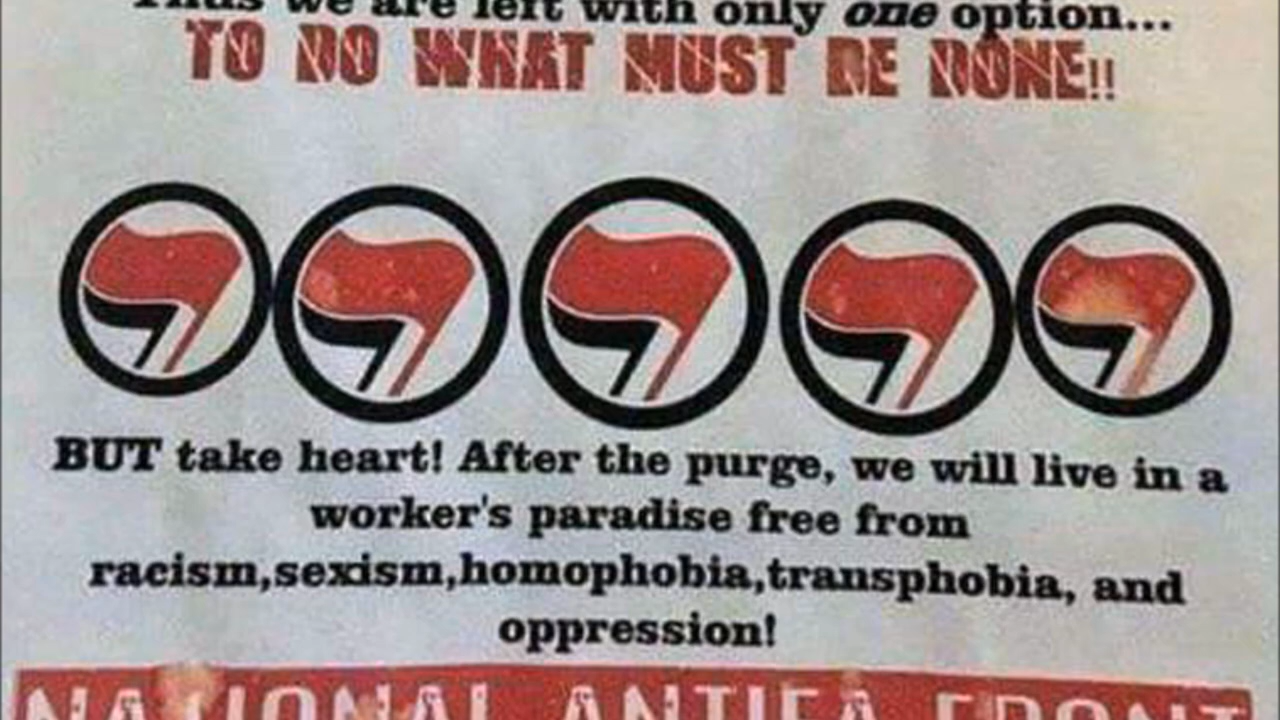 Thus we are left with only one option...
TO DO WHAT MUST BE DONE!!
BUT take heart! After the purge, we will live in a
worker's paradise free from
racism,sexism,homophobia,transphobia, and
oppression!
NATIONAL ANTIFA FRONT